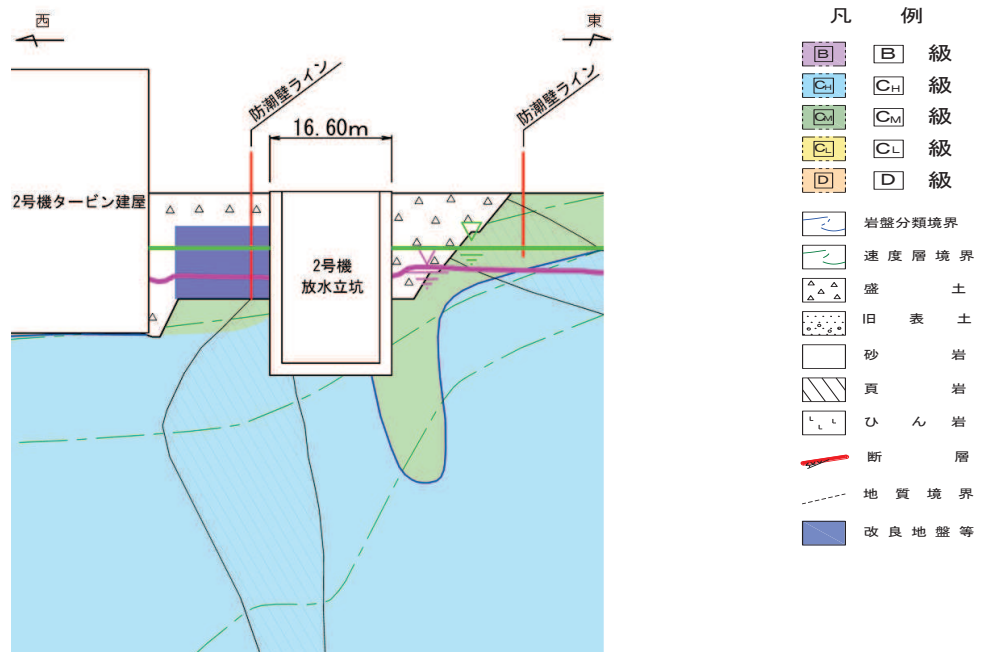 西
東
防潮壁ライン
防潮壁ライン
16.60m
2号機タービン建屋
2号機
放水立坑
凡 例
B B 級
CH CH 級
CM CM 級
CL CL 級
D D 級
岩盤分類境界
速度層境界
盛 土
旧 表 土
砂 岩
頁 岩
ひ ん 岩
断 層
地 質 境 界
改 良 地 盤 等